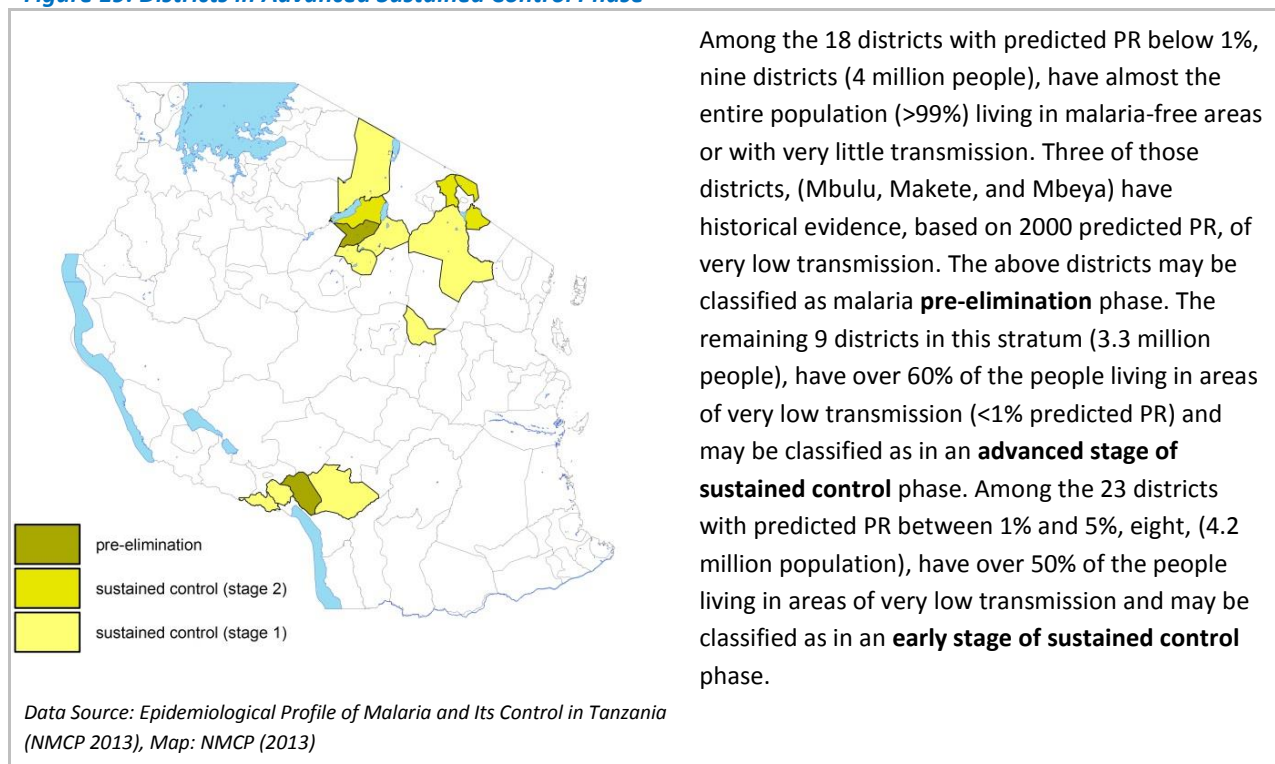 Figure 19: Districts in Advanced Sustained Control Phase
Among the 18 districts with predicted PR below 1%,
nine districts (4 million people), have almost the
entire population (>99%) living in malaria-free areas
or with very little transmission. Three of those
districts, (Mbulu, Makete, and Mbeya) have
historical evidence, based on 2000 predicted PR, of
very low transmission. The above districts may be
classified as malaria pre-elimination phase. The
remaining 9 districts in this stratum (3.3 million
people), have over 60% of the people living in areas
of very low transmission (<1% predicted PR) and
may be classified as in an advanced stage of
sustained control phase. Among the 23 districts
with predicted PR between 1% and 5%, eight, (4.2
million population), have over 50% of the people
living in areas of very low transmission and may be
classified as in an early stage of sustained control
phase.
pre-elimination
sustained control (stage 2)
sustained control (stage 1)
Data Source: Epidemiological Profile of Malaria and Its Control in Tanzania
(NMCP 2013), Map: NMCP (2013)